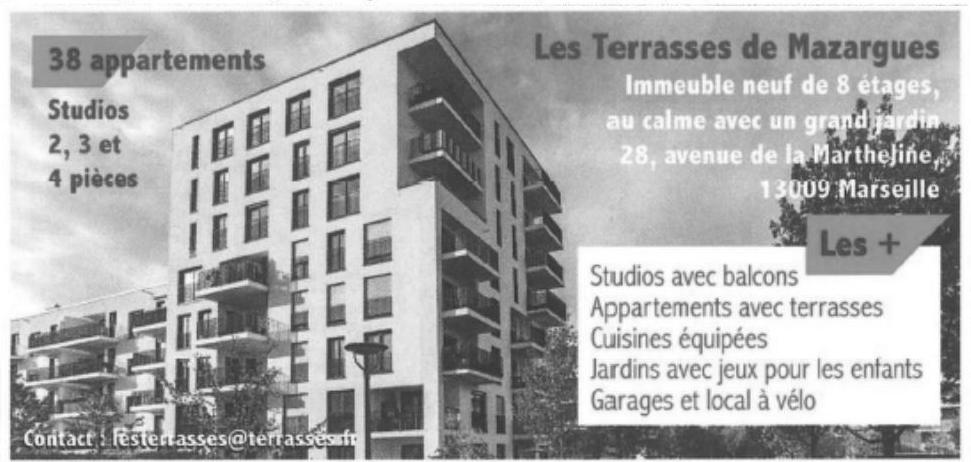 38 appartements
Studios
2, 3 et
4 pièces
Les Terrasses de Mazargues
Immeuble neuf de 8 étages,
au calme avec un grand jardin
28, avenue de la Martheline,
13009 Marseille
Les +
Studios avec balcons
Appartements avec terrasses
Cuisines équipées
Jardins avec jeux pour les enfants
Garages et local à vélo
Contact : lesterrasses@terrasses.fr